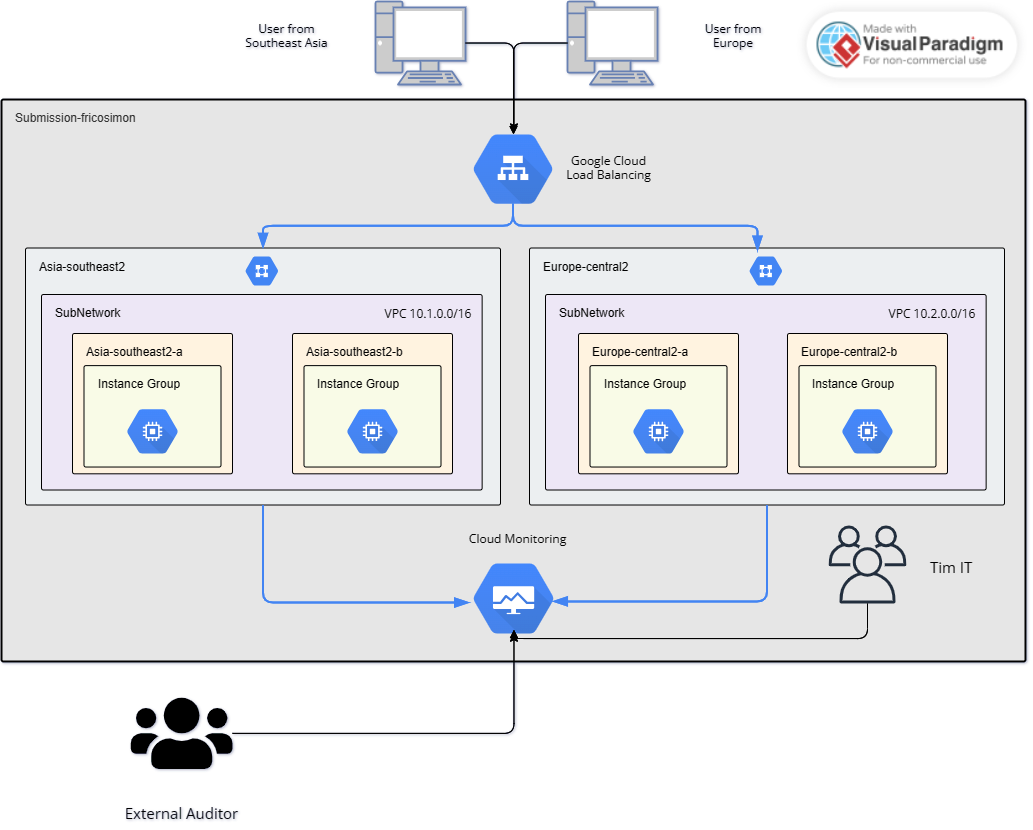 User from
Southeast Asia
User from
Europe
Made with
Visual Paradigm
For non-commercial use
Submission-fricosimon
Google Cloud
Load Balancing
Asia-southeast2
SubNetwork
VPC 10.1.0.0/16
Asia-southeast2-a
Instance Group
Asia-southeast2-b
Instance Group
Europe-central2
SubNetwork
VPC 10.2.0.0/16
Europe-central2-a
Instance Group
Europe-central2-b
Instance Group
Cloud Monitoring
Tim IT
External Auditor